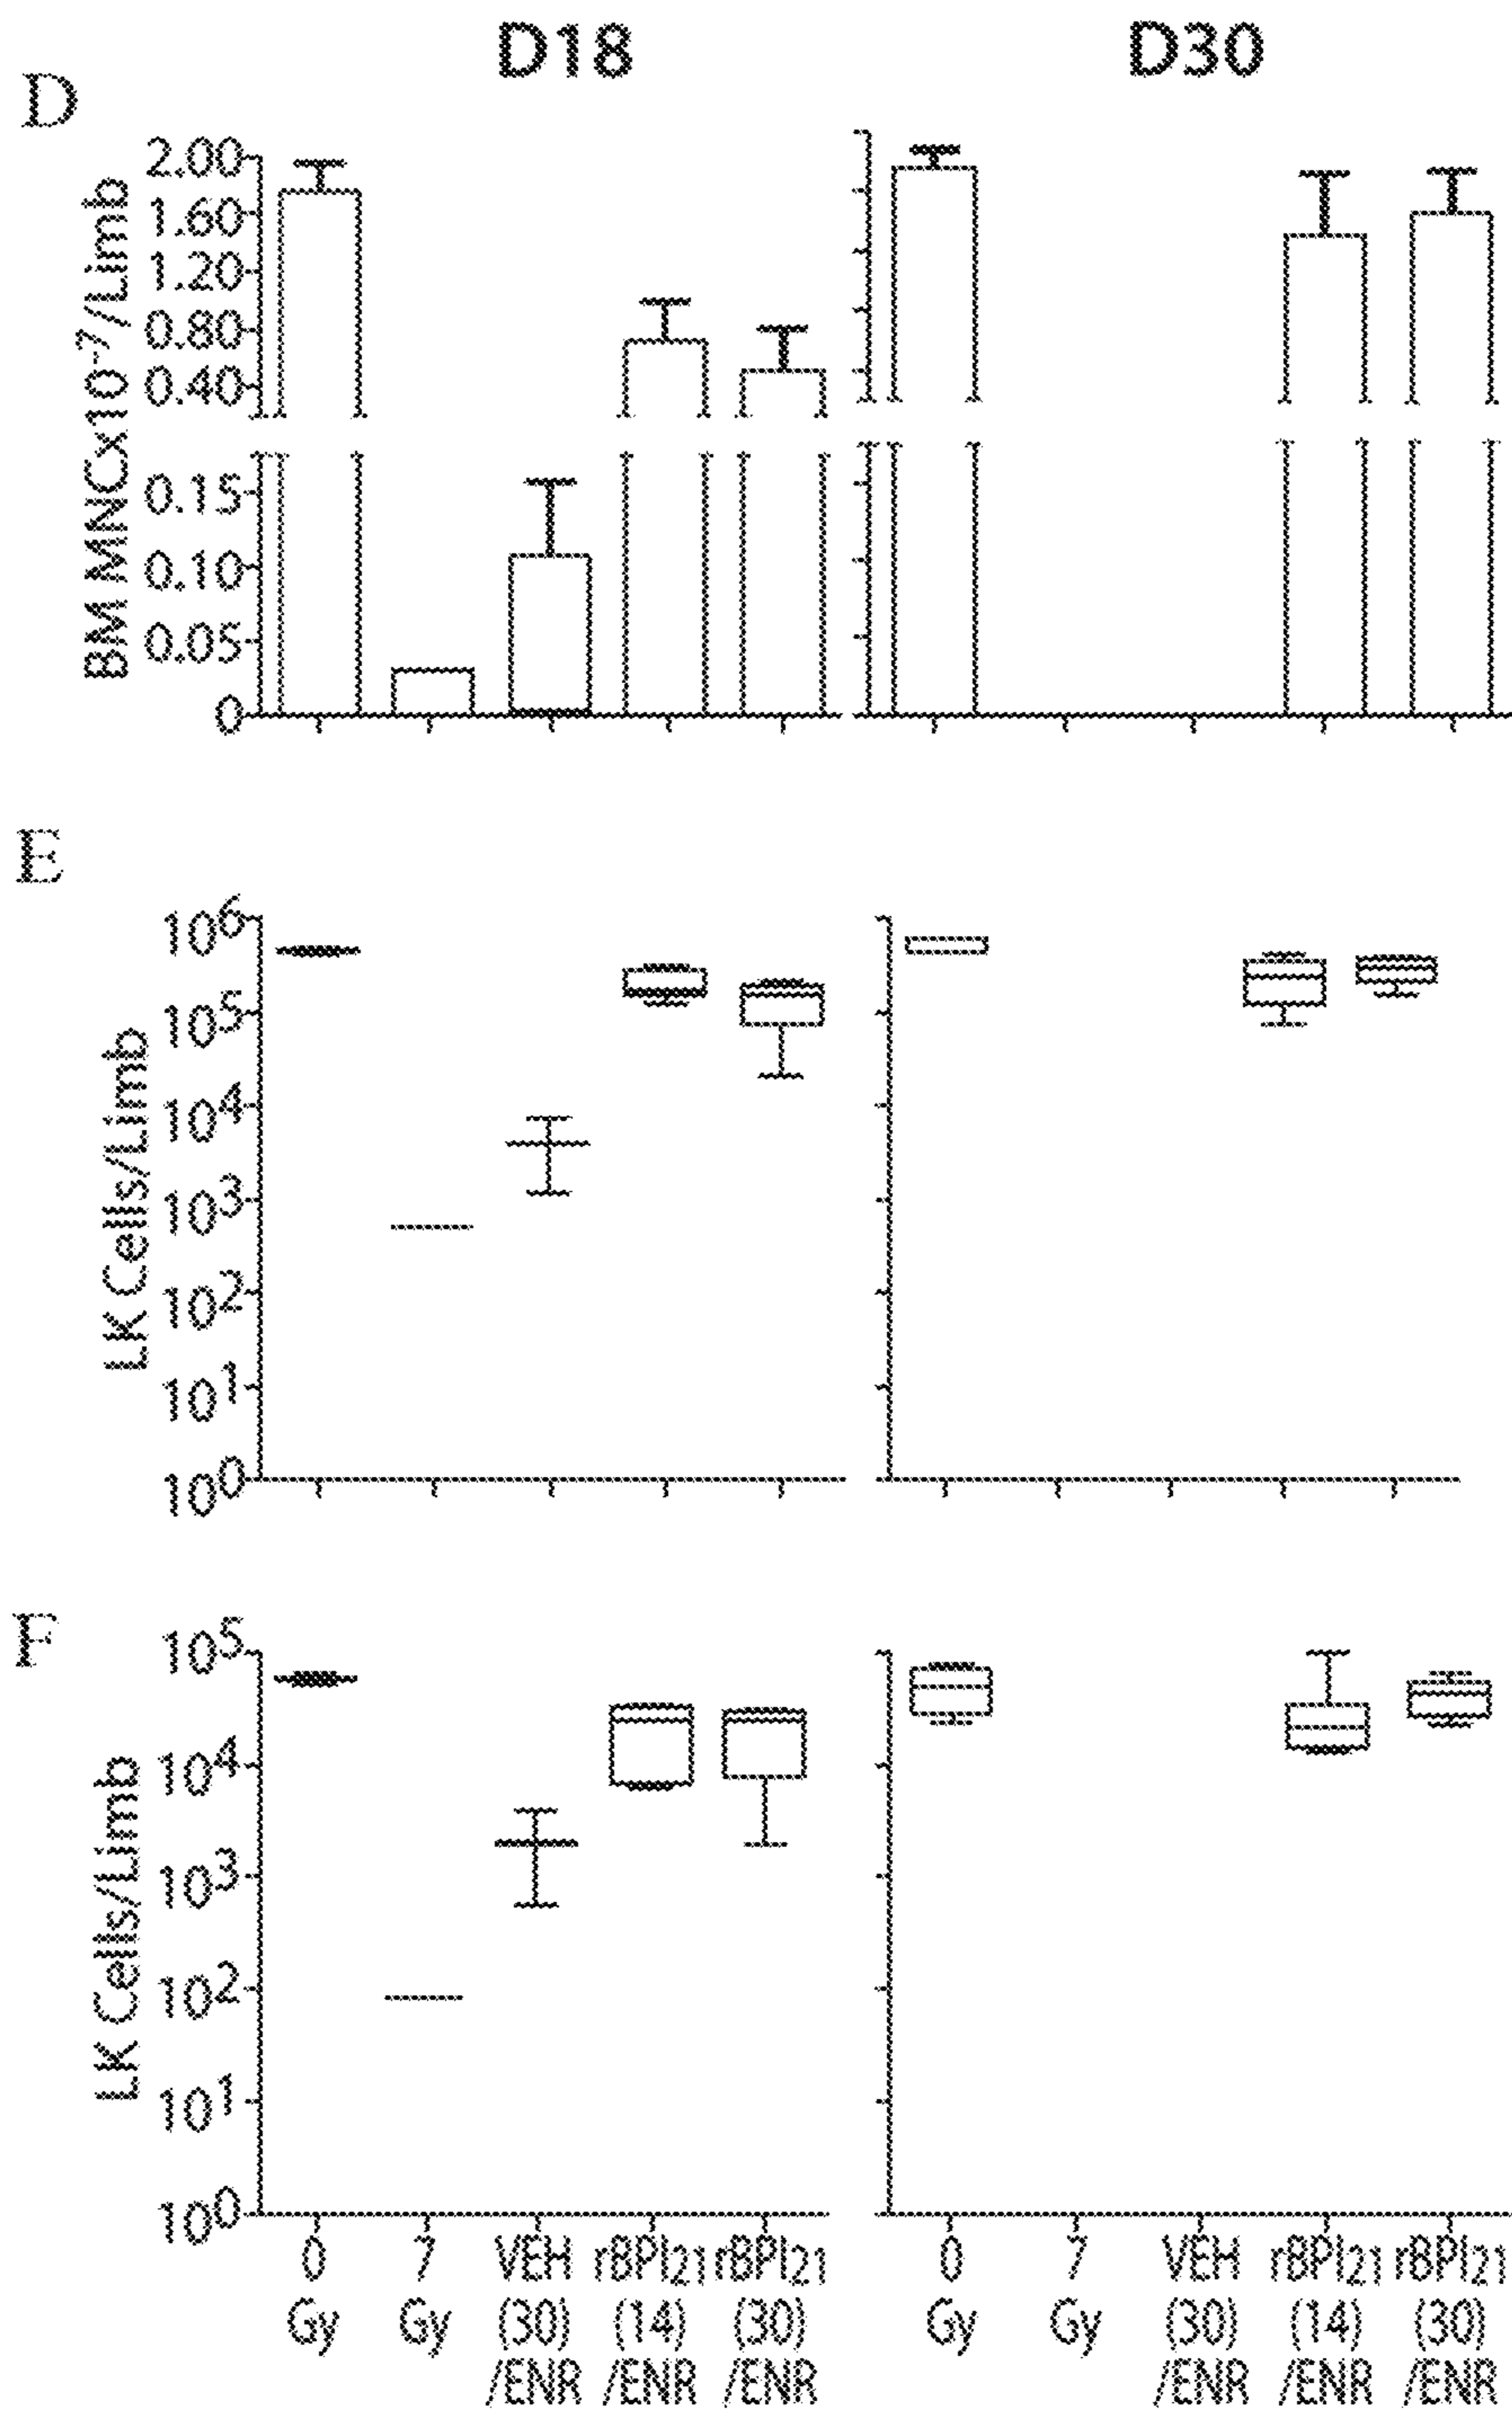 D18 D30
D
BM MNCx10⁻⁷/Limb
2.00
1.60
1.20
0.80
0.40
0.15
0.10
0.05
0
E
LK Cells/Limb
10⁶
10⁵
10⁴
10³
10²
10¹
10⁰
F
LK Cells/Limb
10⁵
10⁴
10³
10²
10¹
10⁰
0 7 VEH rBPI₂₁ rBPI₂₁ 0 7 VEH rBPI₂₁ rBPI₂₁
Gy Gy (30) (14) (30) Gy Gy (30) (14) (30)
/ENR /ENR /ENR /ENR /ENR /ENR